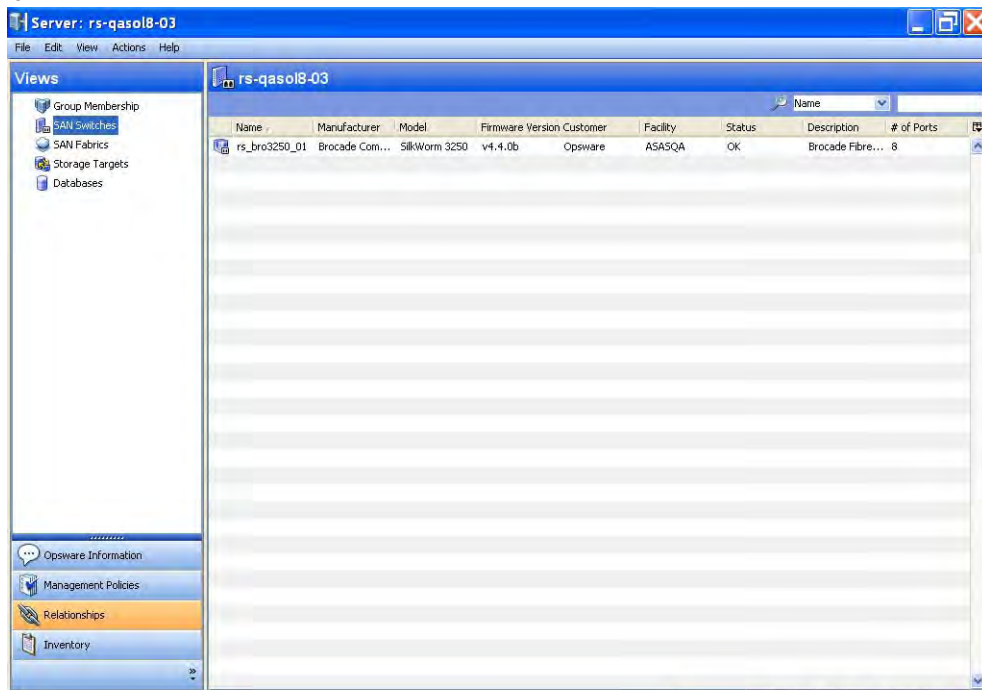 Server: rs-qasol8-03
File Edit View Actions Help
Views
rs-qasol8-03
Group Membership
SAN Switches
SAN Fabrics
Storage Targets
Databases
Name
Name Manufacturer Model Firmware Version Customer Facility Status Description # of Ports
rs_bro3250_01 Brocade Com... SilkWorm 3250 v4.4.0b Opsware ASASQA OK Brocade Fibre... 8
Opsware Information
Management Policies
Relationships
Inventory